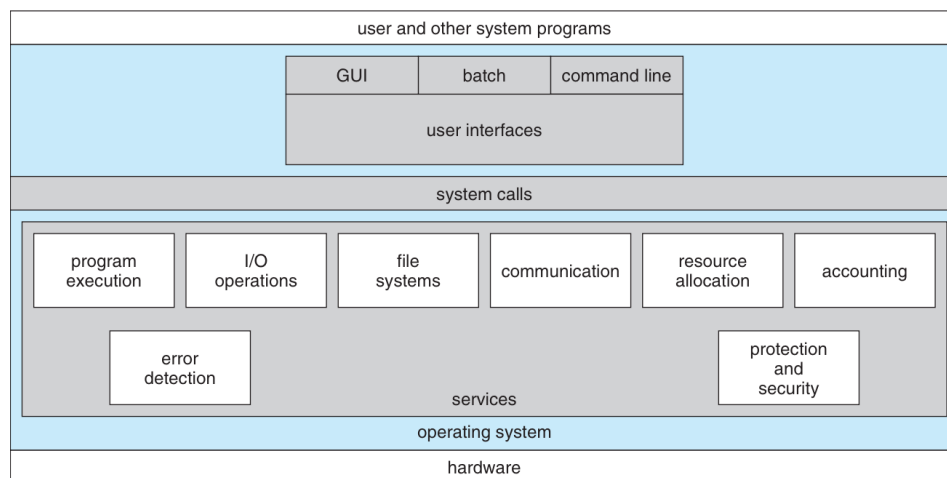 user and other system programs
GUI batch command line
user interfaces
system calls
program execution
I/O operations
file systems
communication
resource allocation
accounting
error detection
protection and security
services
operating system
hardware